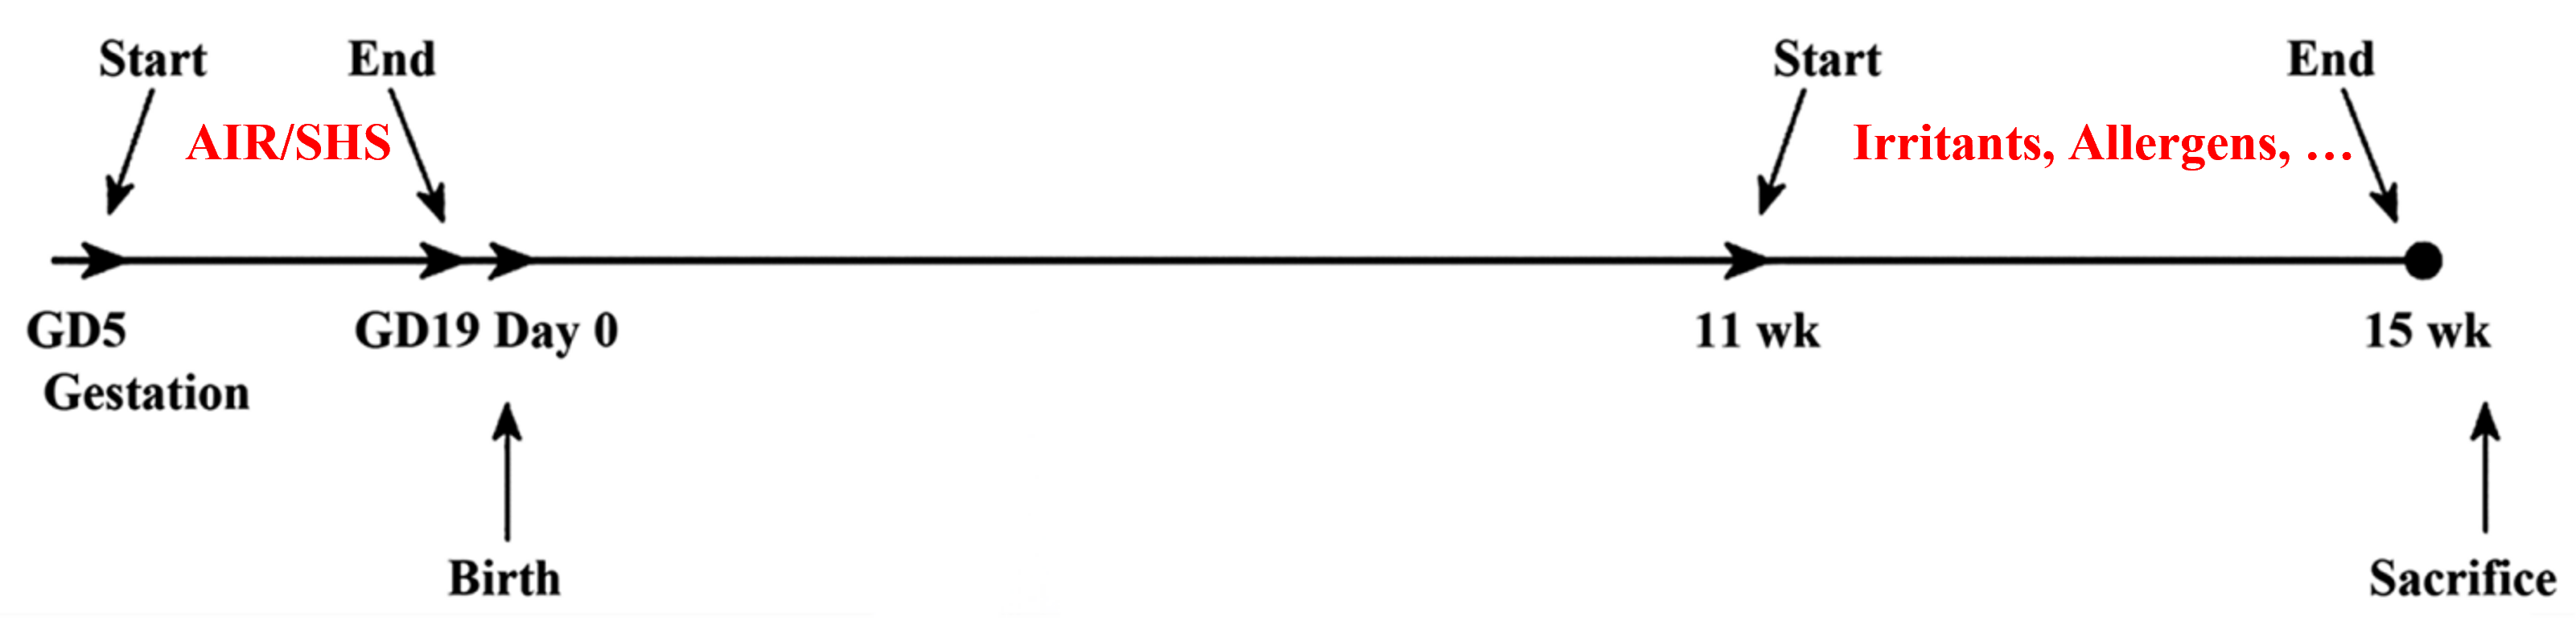 Start End Start End
AIR/SHS Irritants, Allergens, …
GD5 GD19 Day 0 11 wk 15 wk
Gestation
Birth Sacrifice